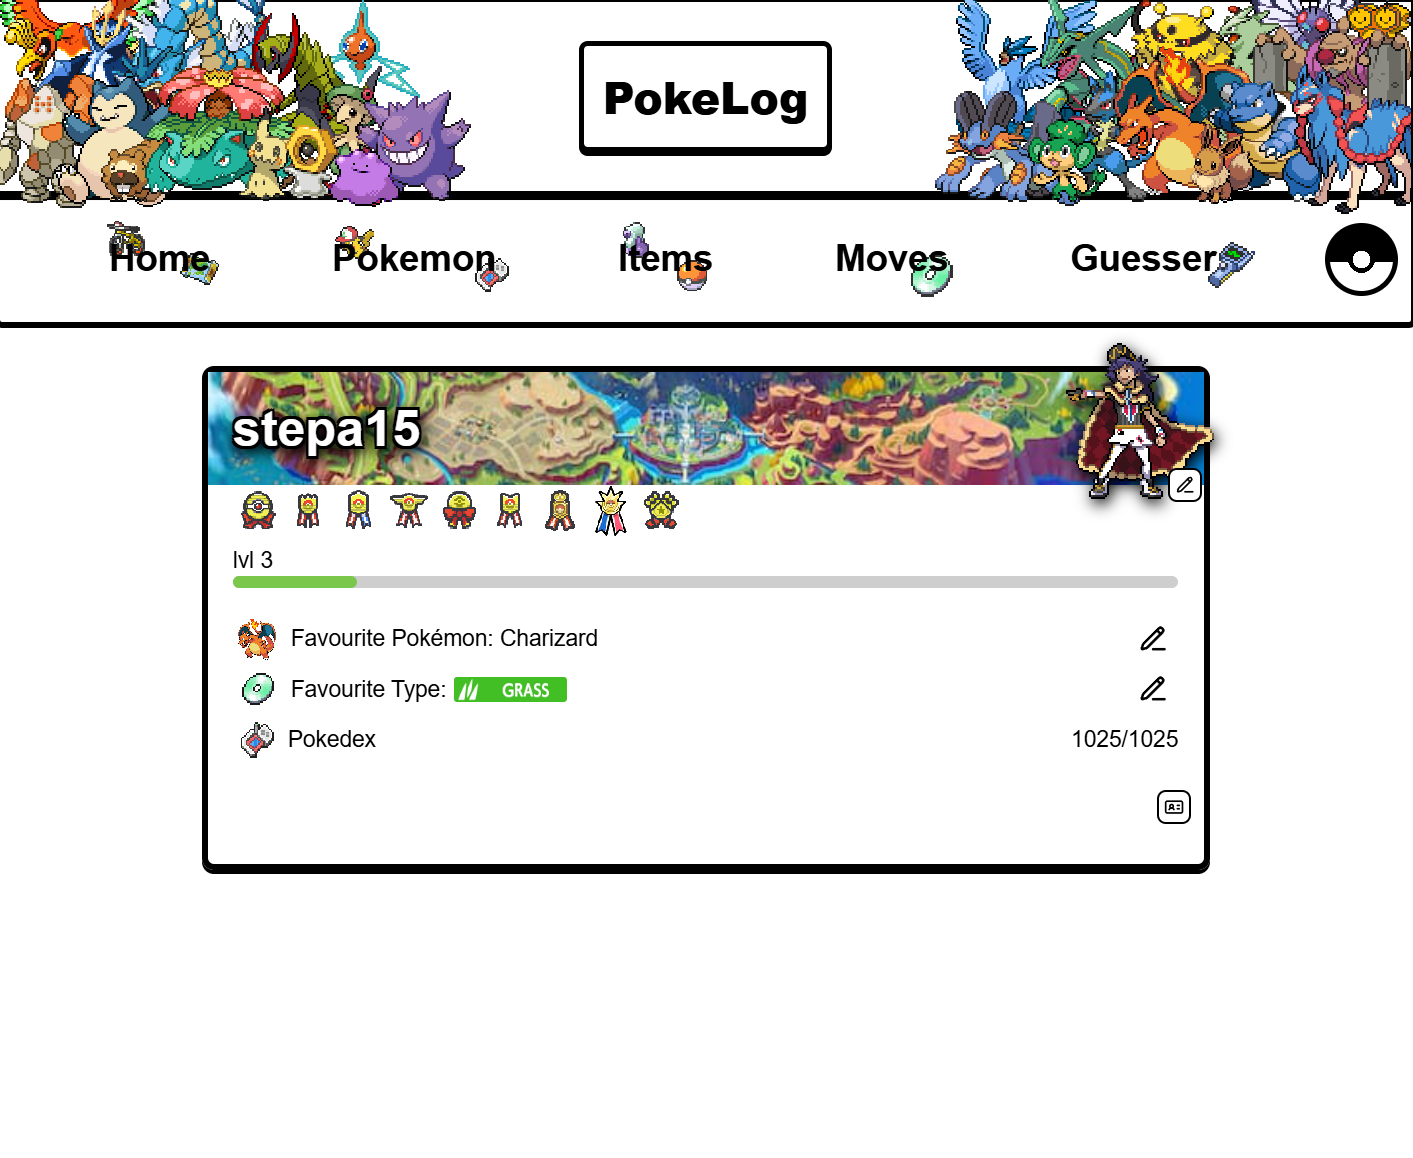 PokeLog
Home Pokemon Items Moves Guesser
stepa15
lvl 3
Favourite Pokémon: Charizard
Favourite Type: GRASS
Pokedex 1025/1025